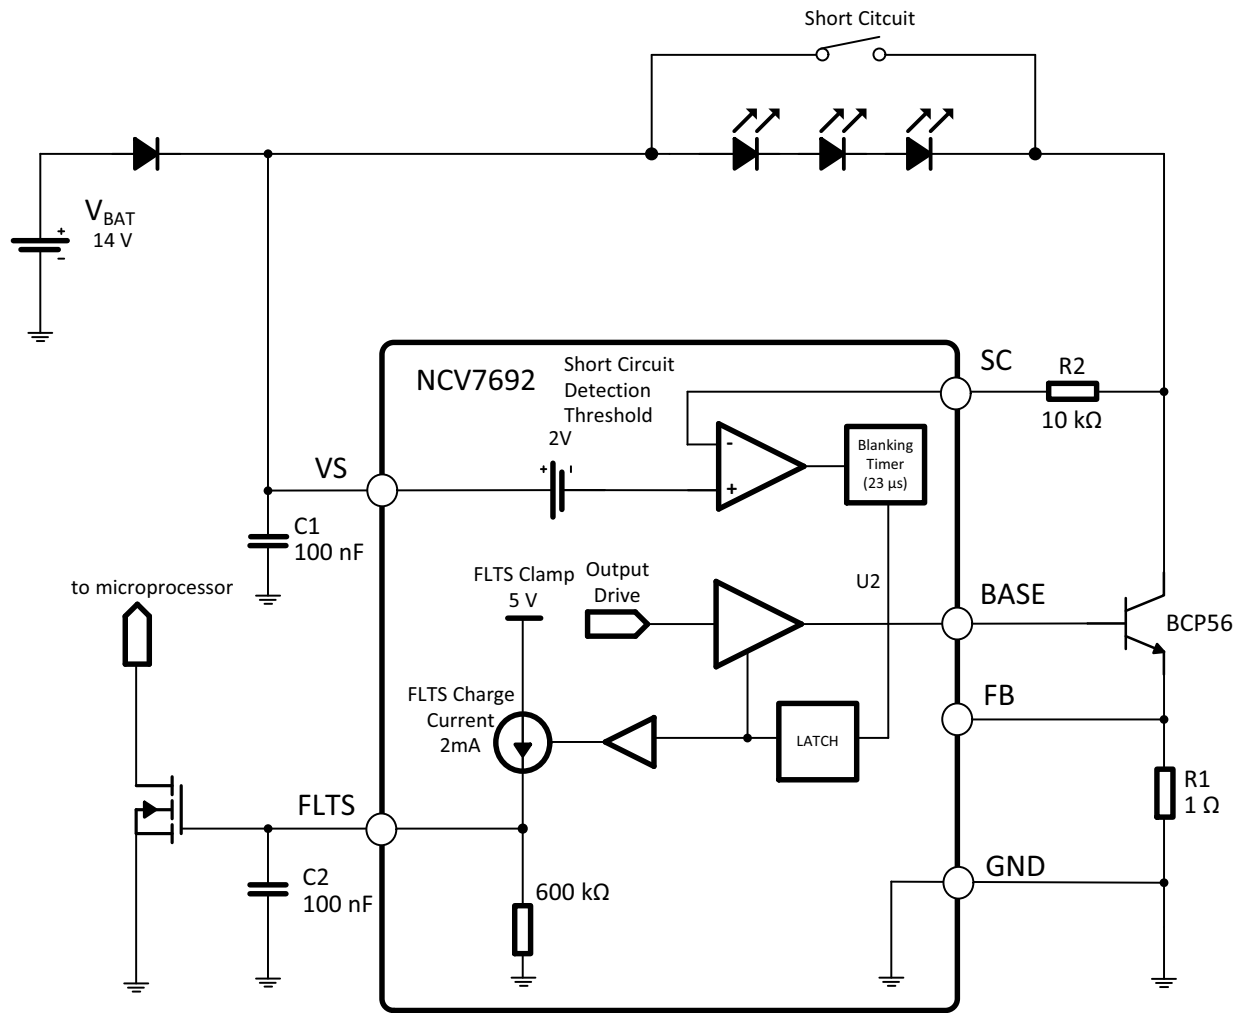 Short Citcuit
V_BAT
14 V
+
-
NCV7692
Short Circuit
Detection
Threshold
2V
+
-
SC
R2
10 kΩ
-
+
Blanking
Timer
(23 µs)
VS
C1
100 nF
to microprocessor
FLTS Clamp
5 V
Output
Drive
U2
BASE
BCP56
FLTS Charge
Current
2mA
LATCH
FB
R1
1 Ω
FLTS
C2
100 nF
600 kΩ
GND